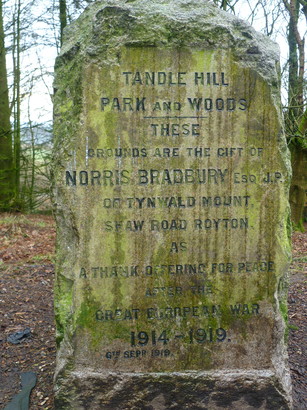 TANDLE HILL
PARK AND WOODS
THESE
GROUNDS ARE THE GIFT OF
NORRIS BRADBURY ESQ J.P.
OF TYNWALD MOUNT,
SHAW ROAD ROYTON,
AS
A THANK OFFERING FOR PEACE
AFTER THE
GREAT EUROPEAN WAR
1914-1919.
6TH SEPR 1919.